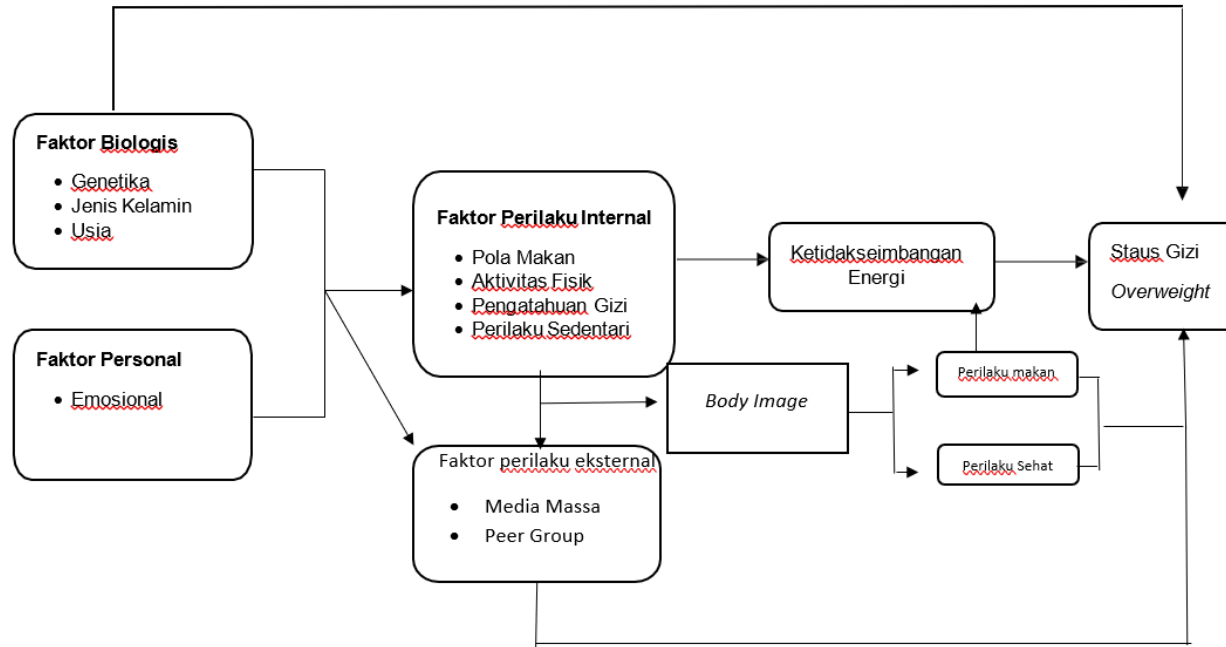 Faktor Biologis
• Genetika
• Jenis Kelamin
• Usia
Faktor Personal
• Emosional
Faktor Perilaku Internal
• Pola Makan
• Aktivitas Fisik
• Pengatahuan Gizi
• Perilaku Sedentari
Faktor perilaku eksternal
• Media Massa
• Peer Group
Body Image
Ketidakseimbangan
Energi
Perilaku makan
Perilaku Sehat
Staus Gizi
Overweight